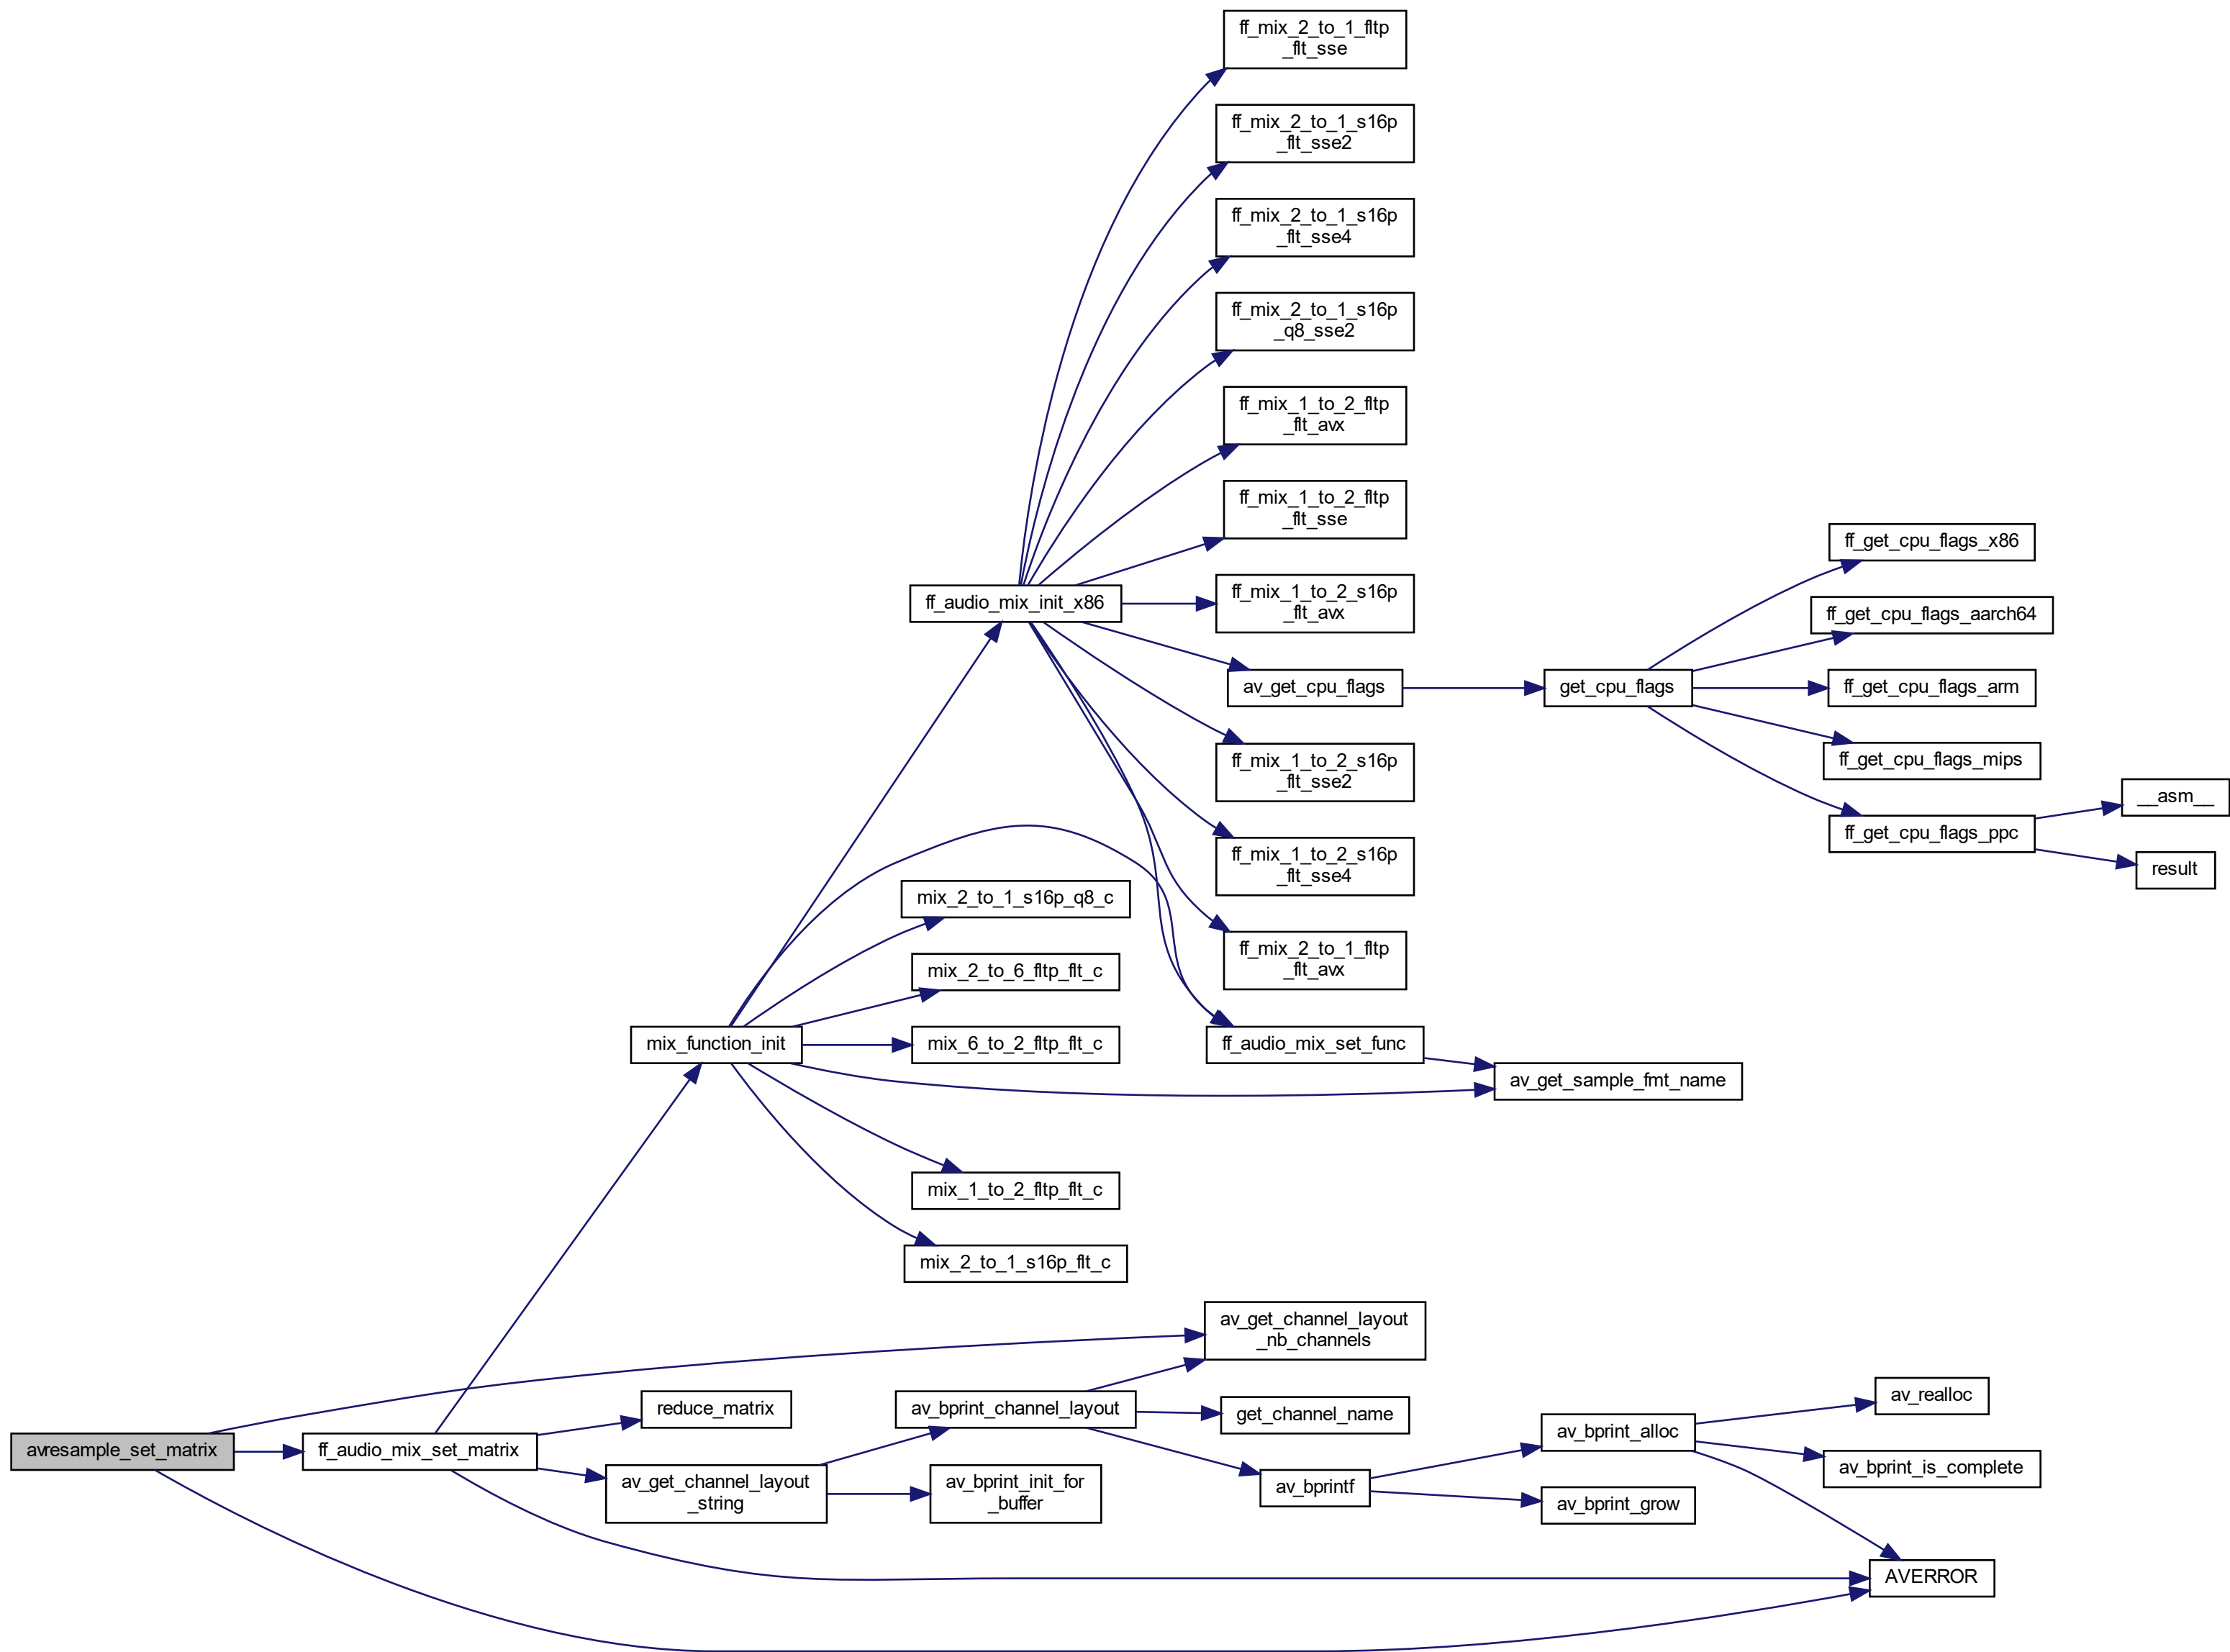 ff_mix_2_to_1_fltp
_flt_sse
ff_mix_2_to_1_s16p
_flt_sse2
ff_mix_2_to_1_s16p
_flt_sse4
ff_mix_2_to_1_s16p
_q8_sse2
ff_mix_1_to_2_fltp
_flt_avx
ff_mix_1_to_2_fltp
_flt_sse
ff_get_cpu_flags_x86
ff_audio_mix_init_x86
ff_mix_1_to_2_s16p
_flt_avx
ff_get_cpu_flags_aarch64
av_get_cpu_flags
get_cpu_flags
ff_get_cpu_flags_arm
ff_mix_1_to_2_s16p
_flt_sse2
ff_get_cpu_flags_mips
__asm__
ff_get_cpu_flags_ppc
ff_mix_1_to_2_s16p
_flt_sse4
result
mix_2_to_1_s16p_q8_c
ff_mix_2_to_1_fltp
_flt_avx
mix_2_to_6_fltp_flt_c
mix_function_init
mix_6_to_2_fltp_flt_c
ff_audio_mix_set_func
av_get_sample_fmt_name
mix_1_to_2_fltp_flt_c
mix_2_to_1_s16p_flt_c
av_get_channel_layout
_nb_channels
reduce_matrix
av_bprint_channel_layout
get_channel_name
av_realloc
avresample_set_matrix
ff_audio_mix_set_matrix
av_bprint_alloc
av_bprint_is_complete
av_get_channel_layout
_string
av_bprint_init_for
_buffer
av_bprintf
av_bprint_grow
AVERROR